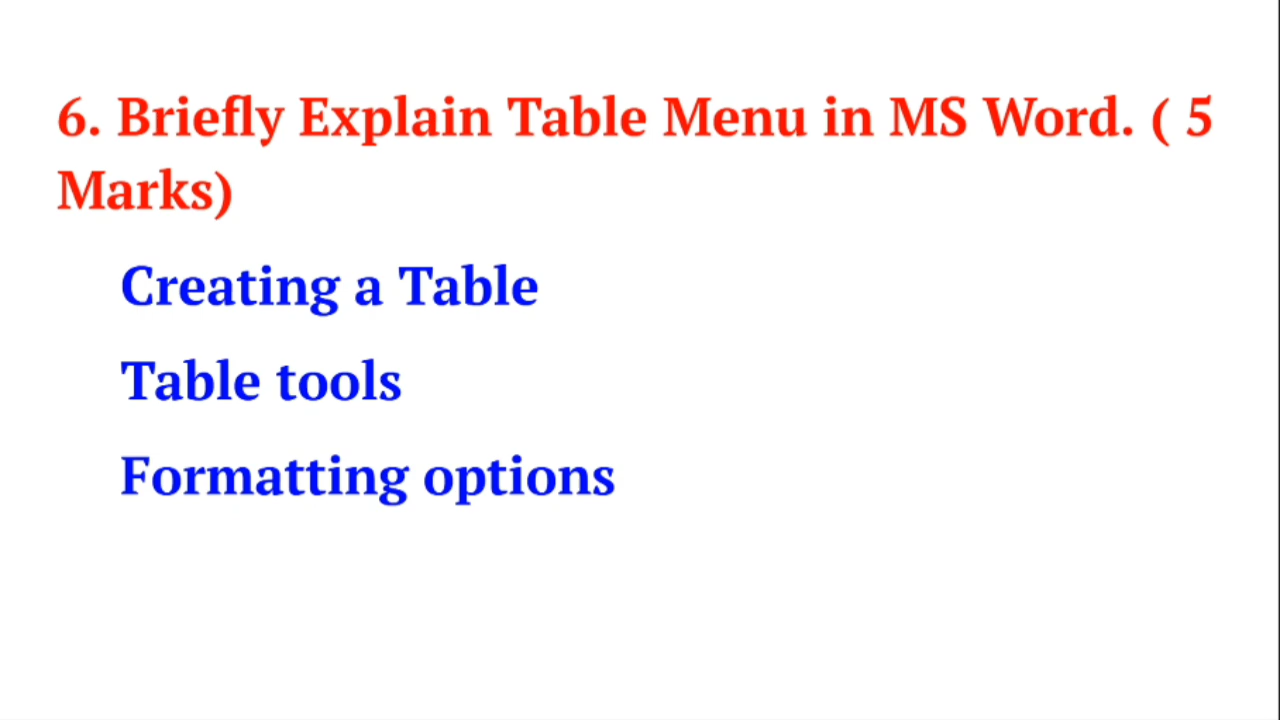 6. Briefly Explain Table Menu in MS Word. ( 5
Marks)
Creating a Table
Table tools
Formatting options